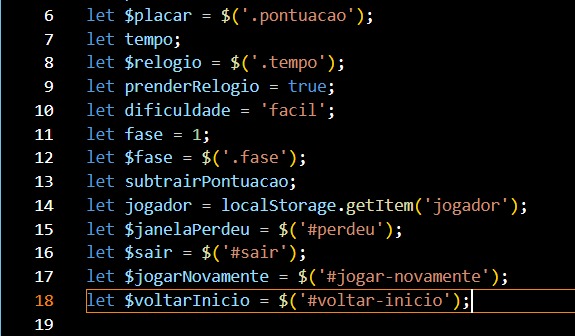 6 let $placar = $('.pontuacao');
7 let tempo;
8 let $relogio = $('.tempo');
9 let prenderRelogio = true;
10 let dificuldade = 'facil';
11 let fase = 1;
12 let $fase = $('.fase');
13 let subtrairPontuacao;
14 let jogador = localStorage.getItem('jogador');
15 let $janelaPerdeu = $('#perdeu');
16 let $sair = $('#sair');
17 let $jogarNovamente = $('#jogar-novamente');
18 let $voltarInicio = $('#voltar-inicio');
19